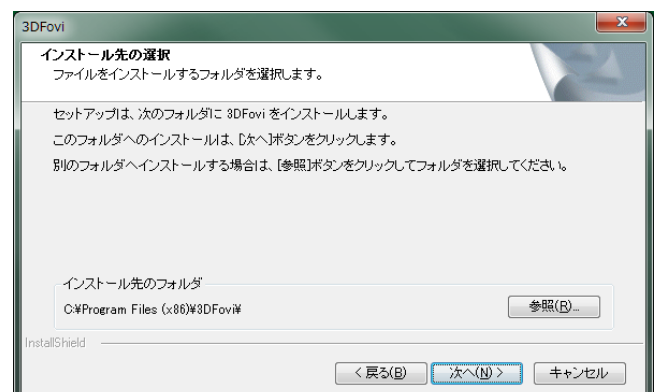 3DFovi
インストール先の選択
ファイルをインストールするフォルダを選択します。
セットアップは、次のフォルダに 3DFovi をインストールします。
このフォルダへのインストールは、[次へ]ボタンをクリックします。
別のフォルダへインストールする場合は、[参照]ボタンをクリックしてフォルダを選択してください。
インストール先のフォルダ
C:¥Program Files (x86)¥3DFovi¥
参照(R)...
InstallShield
< 戻る(B)
次へ(N) >
キャンセル